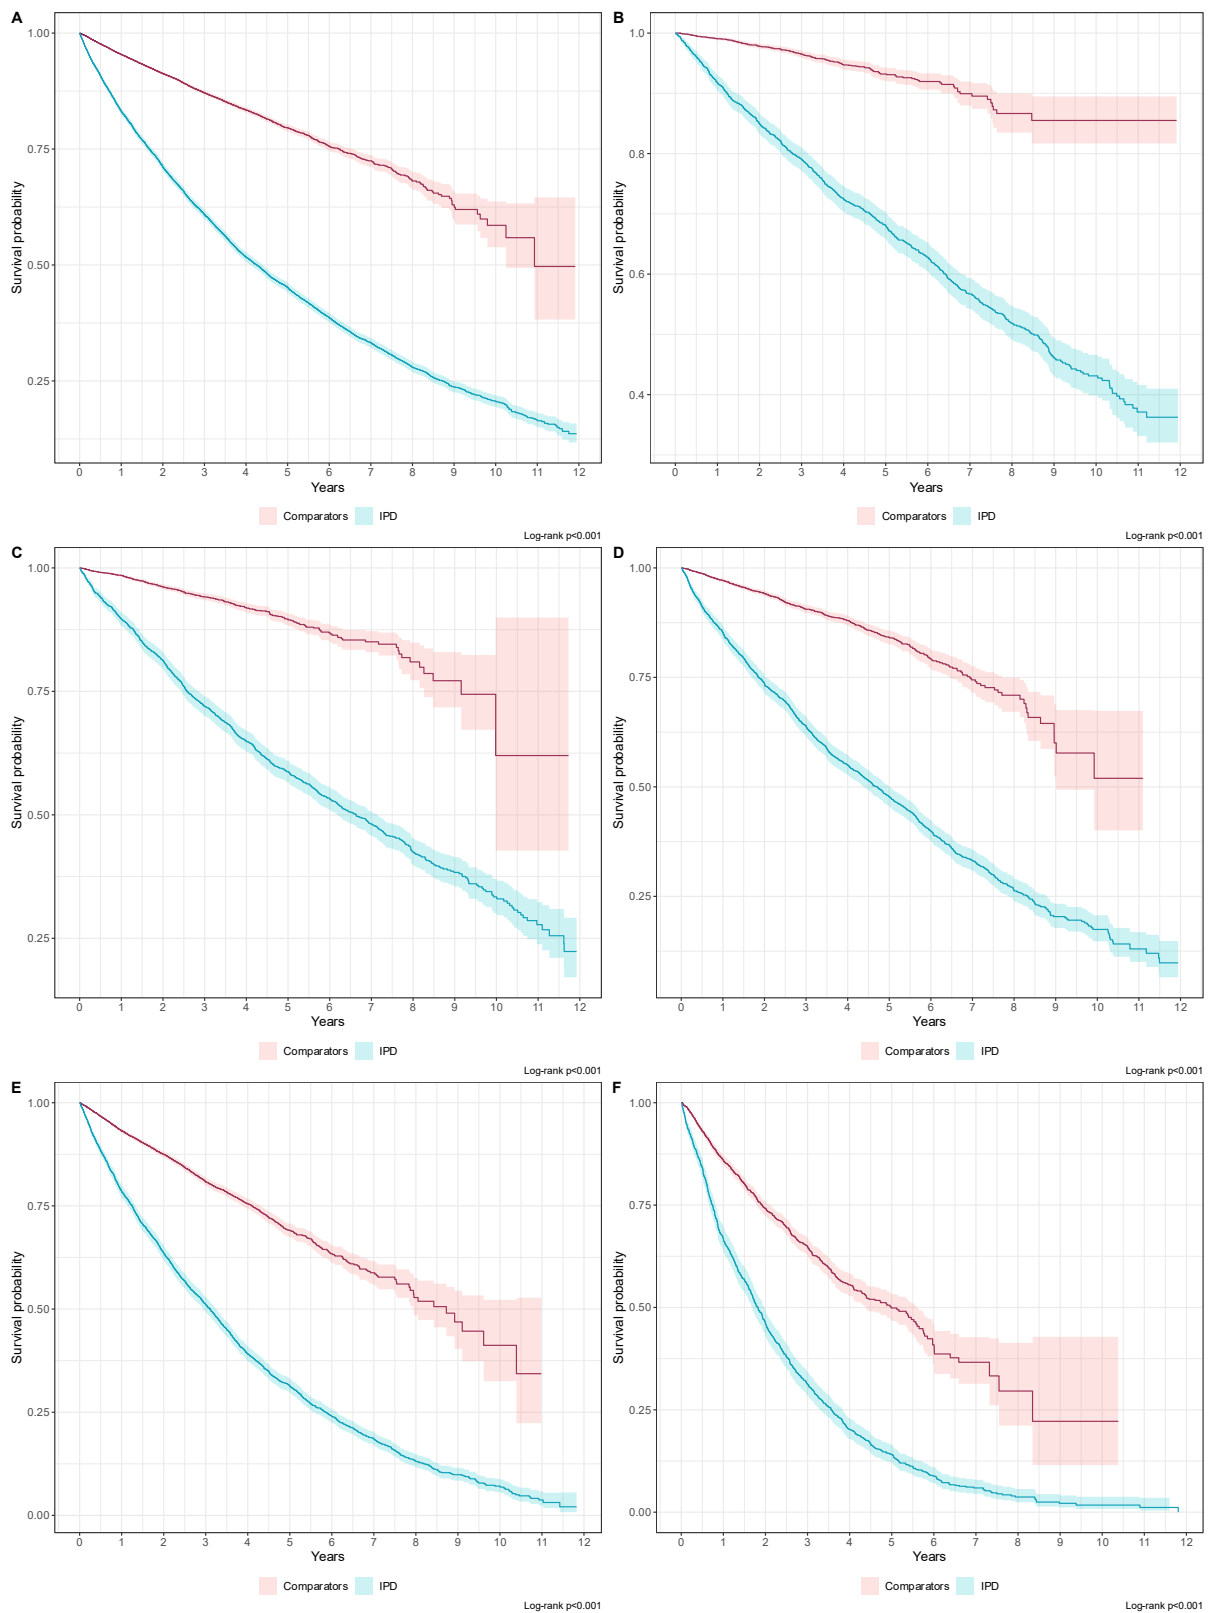 A
1.00
0.75
0.50
0.25
Survival probability
0 1 2 3 4 5 6 7 8 9 10 11 12
Years
Comparators IPD
Log-rank p<0.001
B
1.0
0.8
0.6
0.4
Survival probability
0 1 2 3 4 5 6 7 8 9 10 11 12
Years
Comparators IPD
Log-rank p<0.001
C
1.00
0.75
0.50
0.25
Survival probability
0 1 2 3 4 5 6 7 8 9 10 11 12
Years
Comparators IPD
Log-rank p<0.001
D
1.00
0.75
0.50
0.25
Survival probability
0 1 2 3 4 5 6 7 8 9 10 11 12
Years
Comparators IPD
Log-rank p<0.001
E
1.00
0.75
0.50
0.25
0.00
Survival probability
0 1 2 3 4 5 6 7 8 9 10 11 12
Years
Comparators IPD
Log-rank p<0.001
F
1.00
0.75
0.50
0.25
0.00
Survival probability
0 1 2 3 4 5 6 7 8 9 10 11 12
Years
Comparators IPD
Log-rank p<0.001